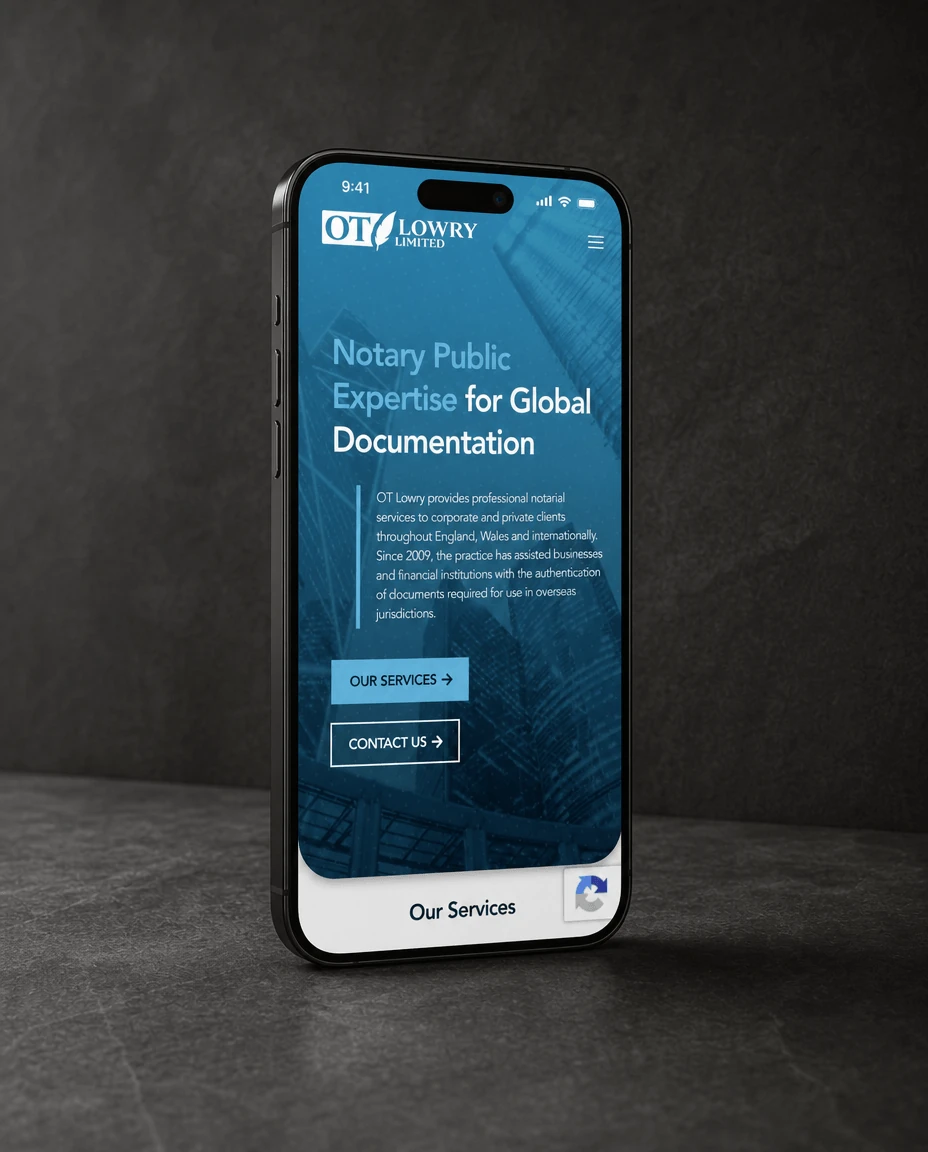 9:41
OT LOWRY
LIMITED
Notary Public
Expertise for Global
Documentation
OT Lowry provides professional notarial
services to corporate and private clients
throughout England, Wales and internationally.
Since 2009, the practice has assisted businesses
and financial institutions with the authentication
of documents required for use in overseas
jurisdictions.
OUR SERVICES →
CONTACT US →
Our Services